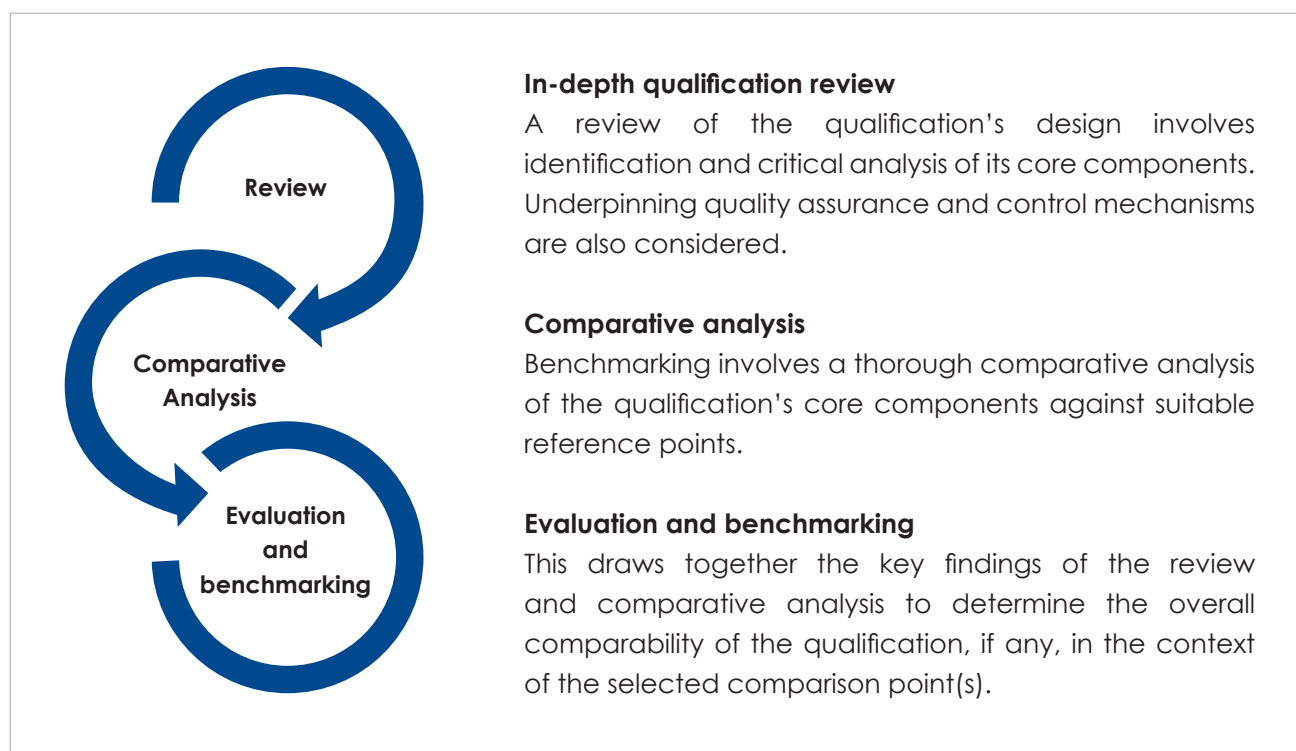 Review
Comparative
Analysis
Evaluation
and
benchmarking
In-depth qualification review
A review of the qualification’s design involves
identification and critical analysis of its core components.
Underpinning quality assurance and control mechanisms
are also considered.
Comparative analysis
Benchmarking involves a thorough comparative analysis
of the qualification’s core components against suitable
reference points.
Evaluation and benchmarking
This draws together the key findings of the review
and comparative analysis to determine the overall
comparability of the qualification, if any, in the context
of the selected comparison point(s).